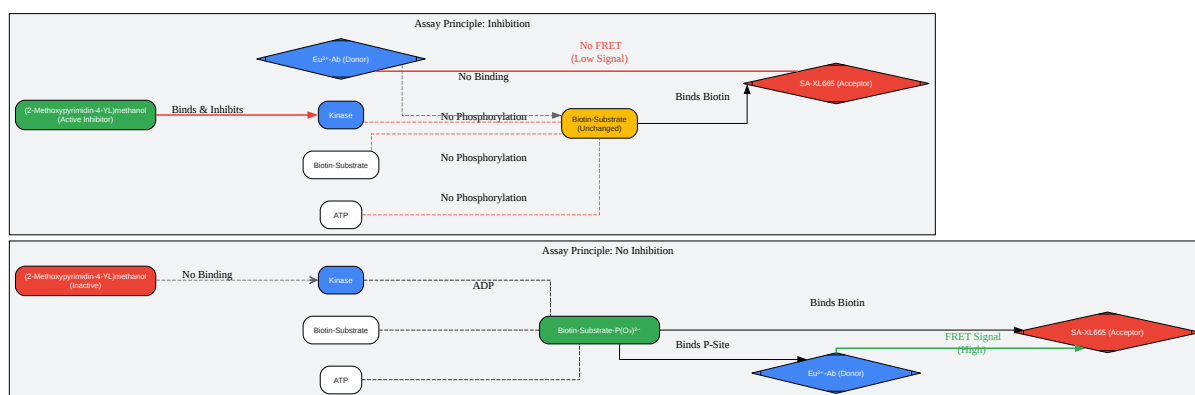 Assay Principle: Inhibition
Eu³⁺-Ab (Donor)
No FRET
(Low Signal)
No Binding
SA-XL665 (Acceptor)
Binds Biotin
(2-Methoxypyrimidin-4-YL)methanol
(Active Inhibitor)
Binds & Inhibits
Kinase
No Phosphorylation
Biotin-Substrate
(Unchanged)
Biotin-Substrate
No Phosphorylation
No Phosphorylation
ATP
Assay Principle: No Inhibition
(2-Methoxypyrimidin-4-YL)methanol
(Inactive)
No Binding
Kinase
ADP
Binds Biotin
Biotin-Substrate
Biotin-Substrate-P(O₃)²⁻
SA-XL665 (Acceptor)
Binds P-Site
FRET Signal
(High)
ATP
Eu³⁺-Ab (Donor)